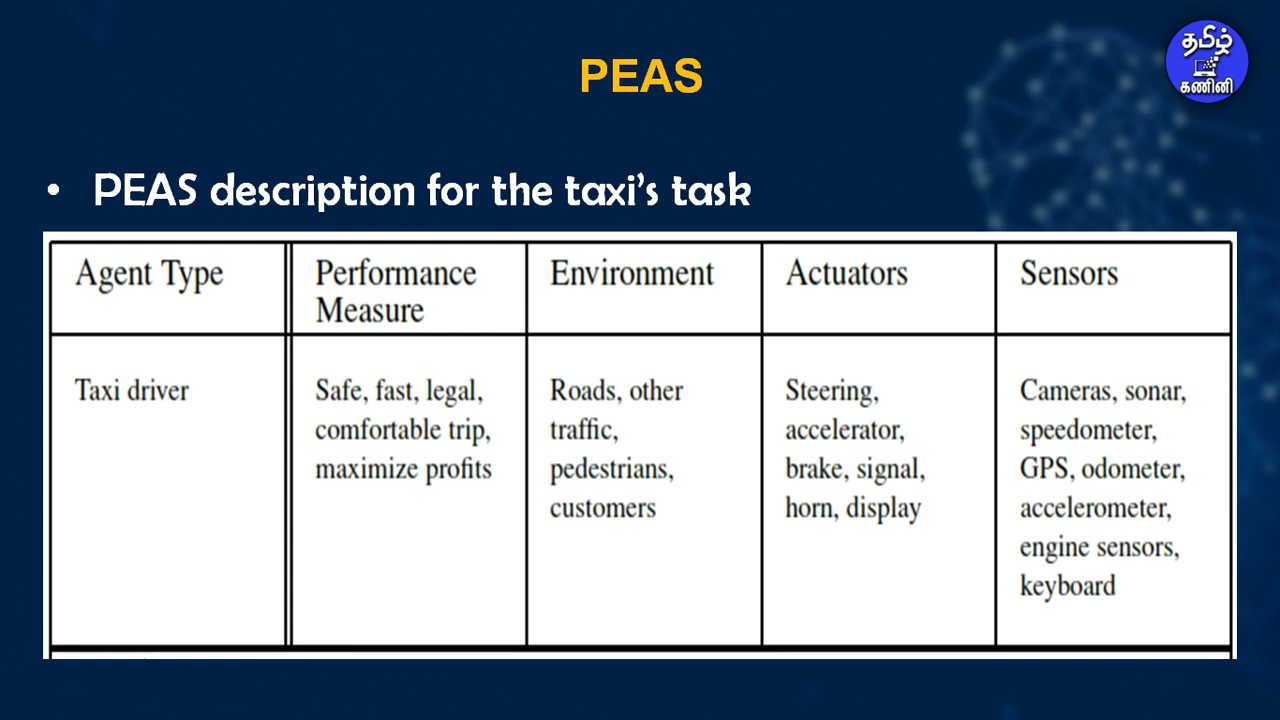 PEAS
தமிழ்
கணினி
• PEAS description for the taxi's task
Agent Type
Performance
Measure
Environment
Actuators
Sensors
Taxi driver
Safe, fast, legal,
comfortable trip,
maximize profits
Roads, other
traffic,
pedestrians,
customers
Steering,
accelerator,
brake, signal,
horn, display
Cameras, sonar,
speedometer,
GPS, odometer,
accelerometer,
engine sensors,
keyboard